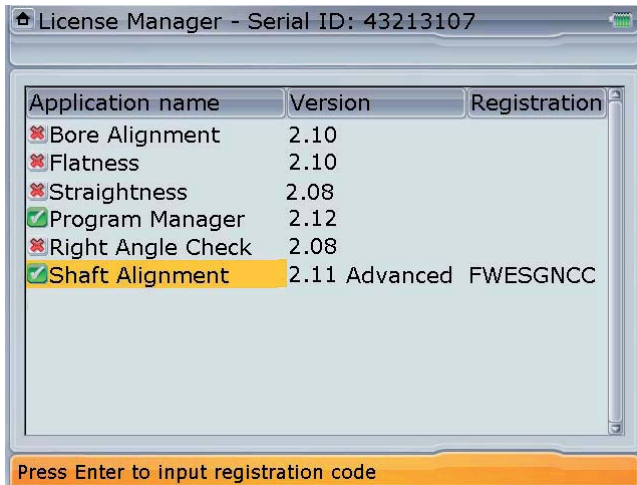 License Manager - Serial ID: 43213107
Application name Version Registration
Bore Alignment 2.10
Flatness 2.10
Straightness 2.08
Program Manager 2.12
Right Angle Check 2.08
Shaft Alignment 2.11 Advanced FWESGNCC
Press Enter to input registration code